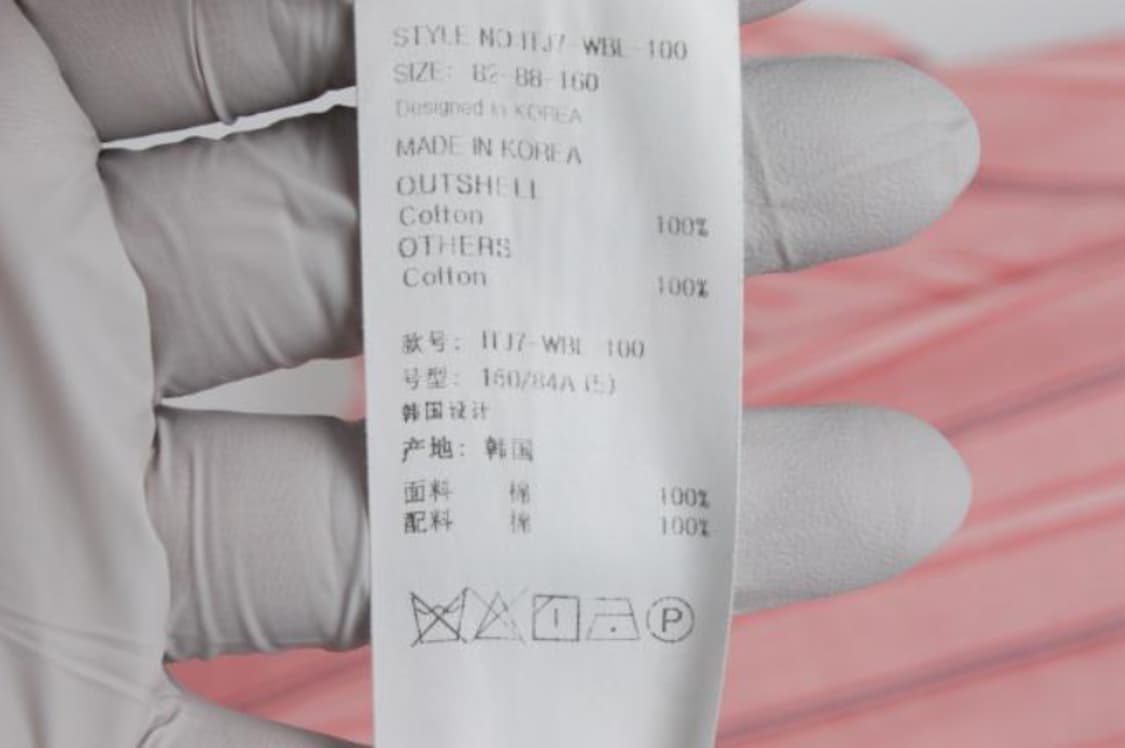 STYLE NO:ITJ7-WBL-100
SIZE: 82-88-160
Designed in KOREA
MADE IN KOREA
OUTSHELL
Cotton 100%
OTHERS
Cotton 100%
款号: ITJ7-WBL-100
号型: 160/84A (S)
韩国设计
产地: 韩国
面料 棉 100%
配料 棉 100%
P